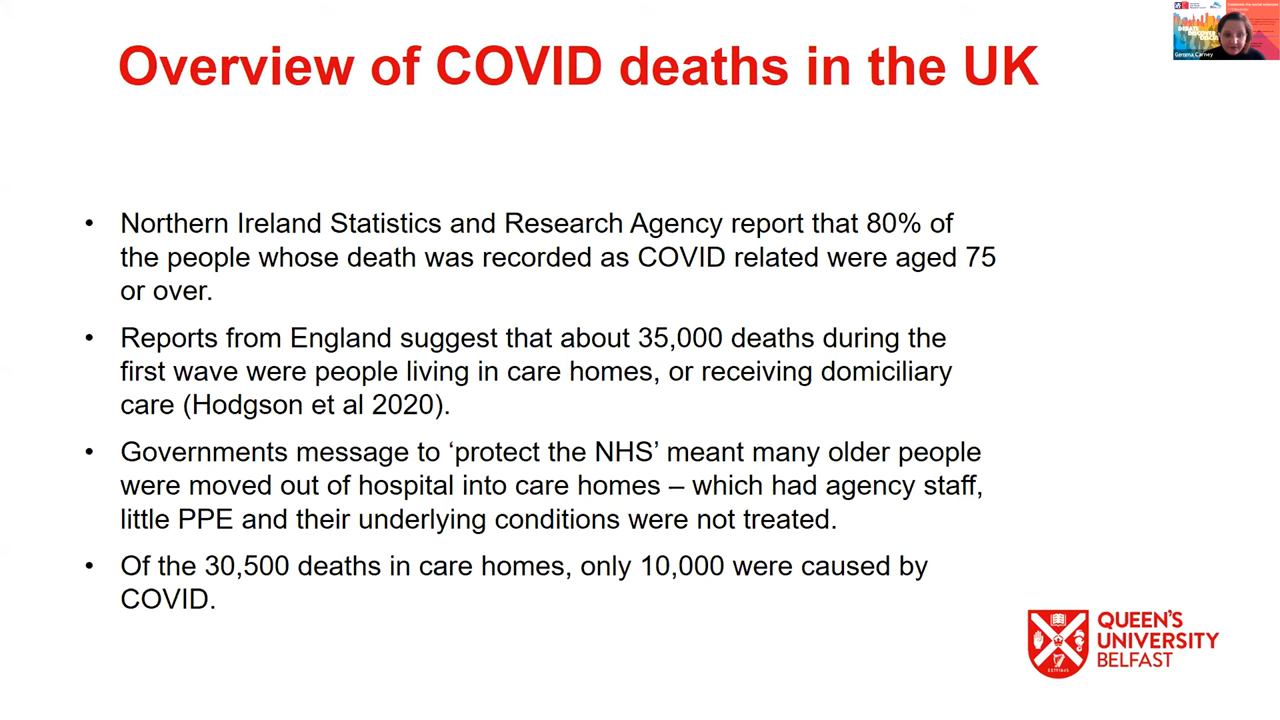 Overview of COVID deaths in the UK
Gemma Carney
• Northern Ireland Statistics and Research Agency report that 80% of
the people whose death was recorded as COVID related were aged 75
or over.
• Reports from England suggest that about 35,000 deaths during the
first wave were people living in care homes, or receiving domiciliary
care (Hodgson et al 2020).
• Governments message to ‘protect the NHS’ meant many older people
were moved out of hospital into care homes – which had agency staff,
little PPE and their underlying conditions were not treated.
• Of the 30,500 deaths in care homes, only 10,000 were caused by
COVID.
QUEEN'S
UNIVERSITY
BELFAST